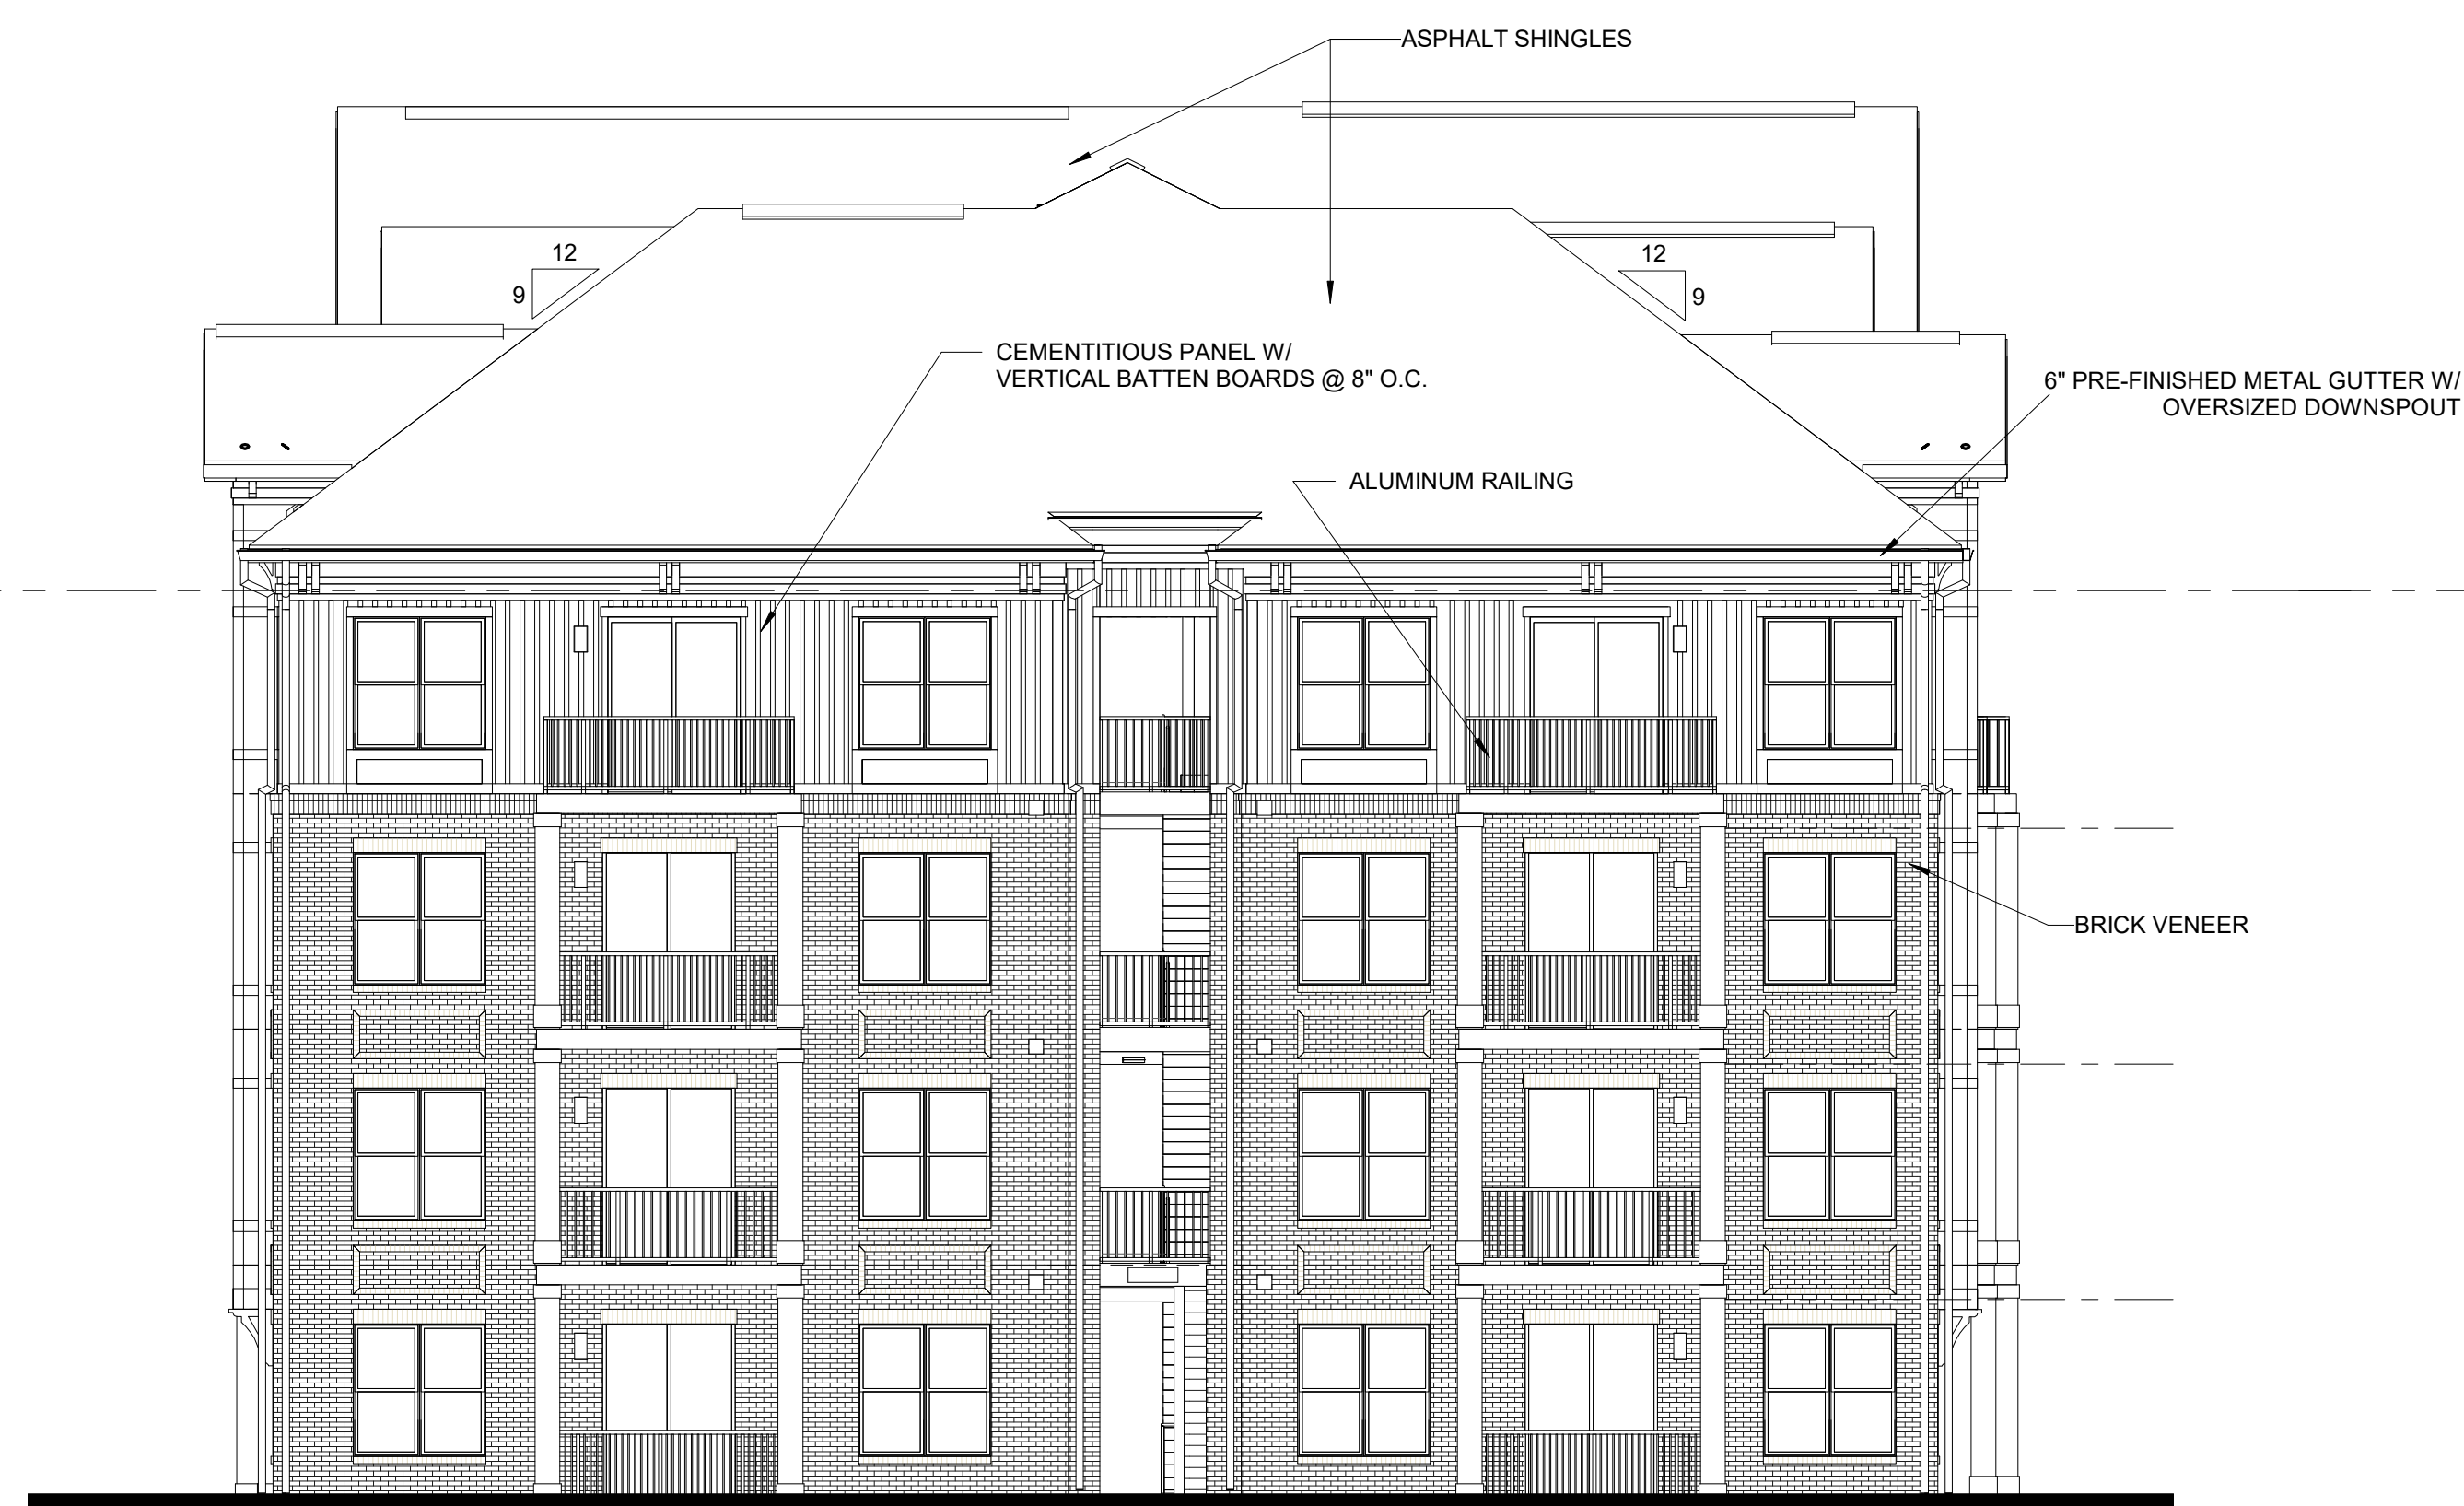 ASPHALT SHINGLES
12
9
12
9
CEMENTITIOUS PANEL W/
VERTICAL BATTEN BOARDS @ 8" O.C.
6" PRE-FINISHED METAL GUTTER W/
OVERSIZED DOWNSPOUT
ALUMINUM RAILING
BRICK VENEER